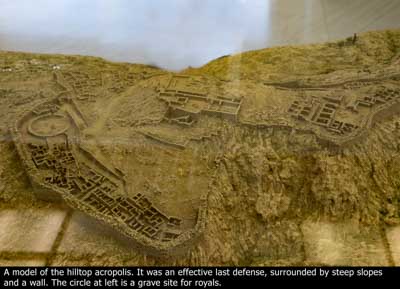 A model of the hilltop acropolis. It was an effective last defense, surrounded by steep slopes
and a wall. The circle at left is a grave site for royals.